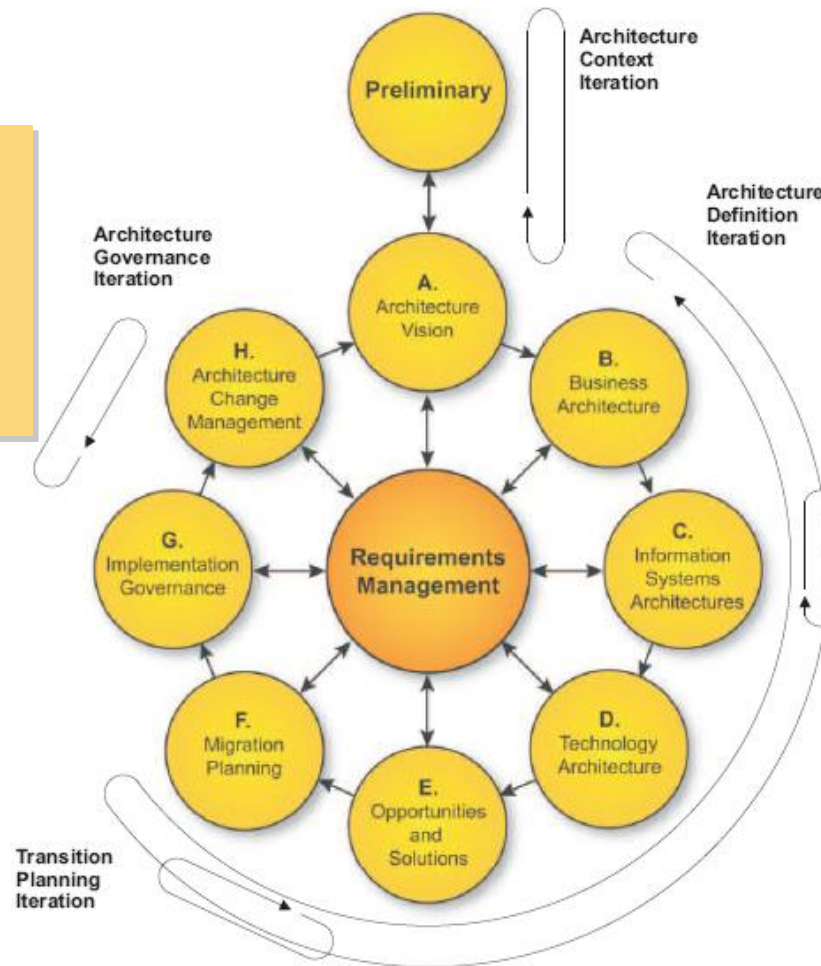 Architecture
Context
Iteration
Preliminary
Architecture
Definition
Iteration
Architecture
Governance
Iteration
A.
Architecture
Vision
H.
Architecture
Change
Management
B.
Business
Architecture
G.
Implementation
Governance
Requirements
Management
C.
Information
Systems
Architectures
F.
Migration
Planning
D.
Technology
Architecture
E.
Opportunities
and
Solutions
Transition
Planning
Iteration